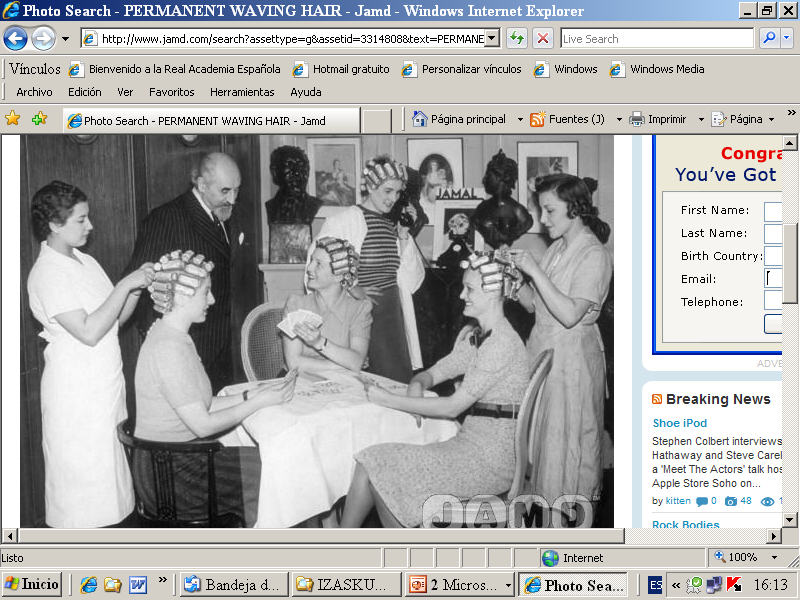 Photo Search - PERMANENT WAVING HAIR - Jamd - Windows Internet Explorer
http://www.jamd.com/search?assettype=g&assetid=3314808&text=PERMANE
Live Search
Vínculos
Bienvenido a la Real Academia Española
Hotmail gratuito
Personalizar vínculos
Windows
Windows Media
Archivo Edición Ver Favoritos Herramientas Ayuda
Photo Search - PERMANENT WAVING HAIR - Jamd
Página principal
Fuentes (J)
Imprimir
Página
»
JAMAL
JAMD
Congra
You've Got
First Name:
Last Name:
Birth Country:
Email:
Telephone:
ADVE
Breaking News
Shoe iPod
Stephen Colbert interviews
Hathaway and Steve Carel
a 'Meet The Actors' talk hos
Apple Store Soho on...
by kitten 0 48 1
Rock Bodies
Listo
Internet
100%
Inicio
»
Bandeja d...
IZASKU...
2 Micros...
Photo Sea...
ES
«
16:13